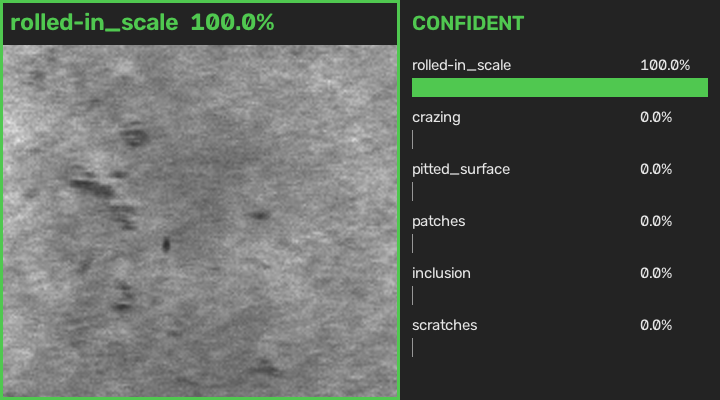 rolled-in_scale 100.0%
CONFIDENT
rolled-in_scale 100.0%
crazing 0.0%
pitted_surface 0.0%
patches 0.0%
inclusion 0.0%
scratches 0.0%